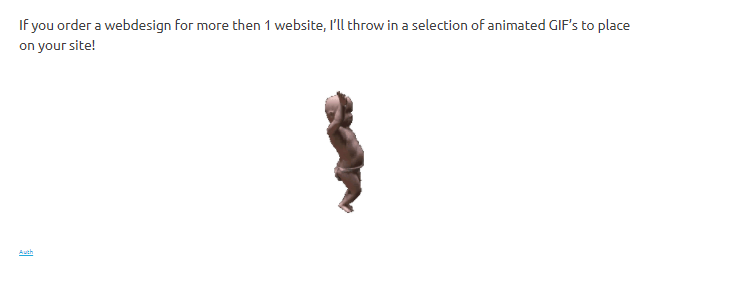 If you order a webdesign for more then 1 website, I’ll throw in a selection of animated GIF’s to place
on your site!
Auth